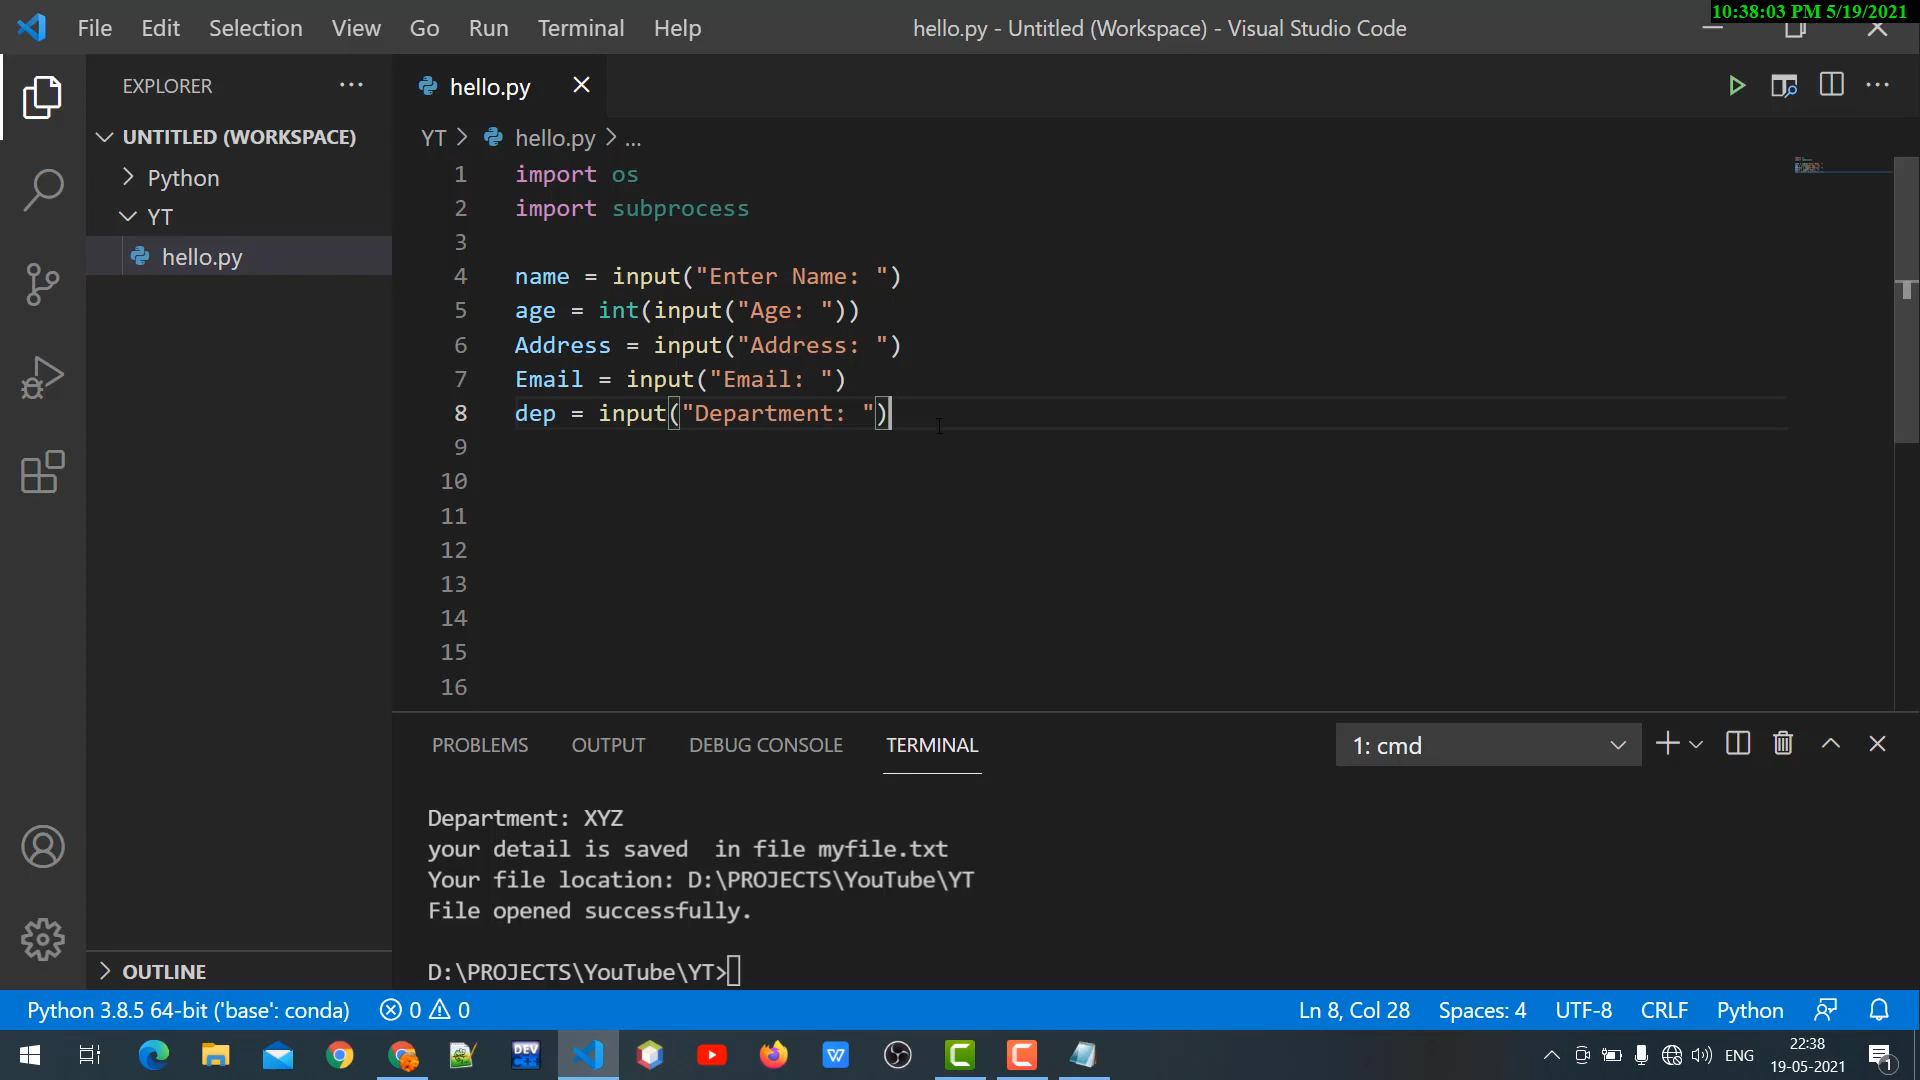 10:38:03 PM 5/19/2021
File Edit Selection View Go Run Terminal Help
hello.py - Untitled (Workspace) - Visual Studio Code
EXPLORER
UNTITLED (WORKSPACE)
Python
YT
hello.py
OUTLINE
hello.py
YT > hello.py > ...
1 import os
2 import subprocess
3
4 name = input("Enter Name: ")
5 age = int(input("Age: "))
6 Address = input("Address: ")
7 Email = input("Email: ")
8 dep = input("Department: ")
9
10
11
12
13
14
15
16
PROBLEMS OUTPUT DEBUG CONSOLE TERMINAL
1: cmd
Department: XYZ
your detail is saved  in file myfile.txt
Your file location: D:\PROJECTS\YouTube\YT
File opened successfully.
D:\PROJECTS\YouTube\YT>
Python 3.8.5 64-bit ('base': conda) 0 0
Ln 8, Col 28 Spaces: 4 UTF-8 CRLF Python
DEV
W
C
C
ENG
22:38
19-05-2021
1